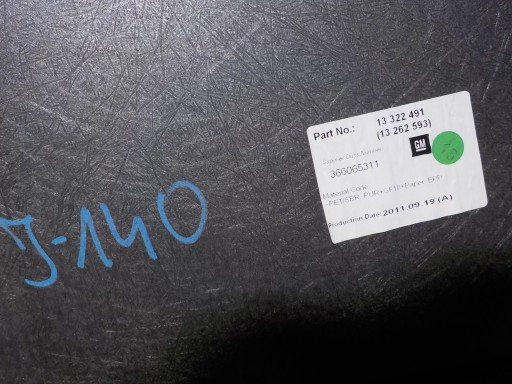 Part No.:
13 322 491
(13 262 593)
GM
366065311
Material Code
Production Date: 2011.09.19 (A)
J-140